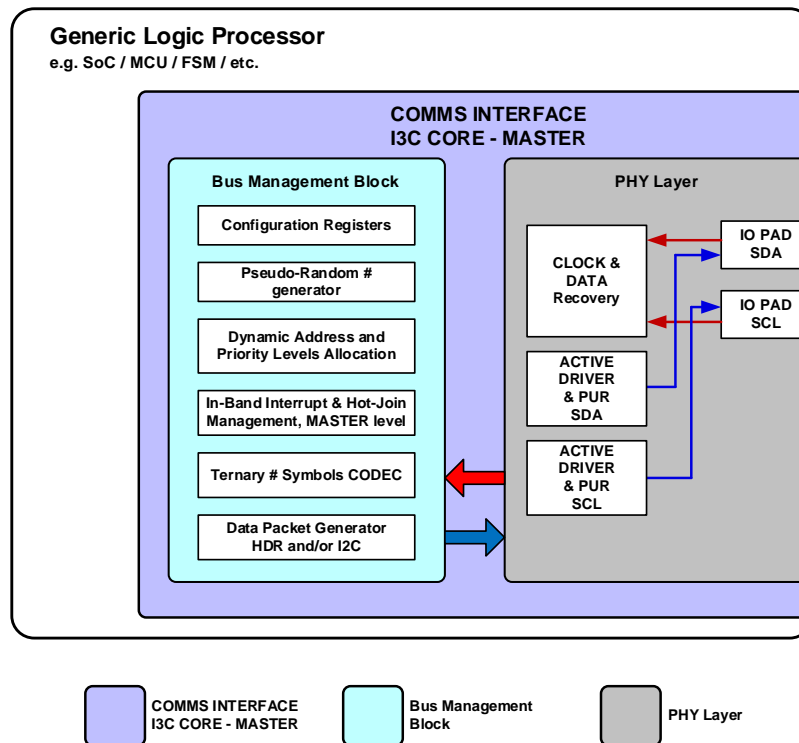 Generic Logic Processor
e.g. SoC / MCU / FSM / etc.
COMMS INTERFACE
I3C CORE - MASTER
Bus Management Block
Configuration Registers
Pseudo-Random #
generator
Dynamic Address and
Priority Levels Allocation
In-Band Interrupt & Hot-Join
Management, MASTER level
Ternary # Symbols CODEC
Data Packet Generator
HDR and/or I2C
PHY Layer
CLOCK &
DATA
Recovery
ACTIVE
DRIVER
& PUR
SDA
ACTIVE
DRIVER
& PUR
SCL
IO PAD
SDA
IO PAD
SCL
COMMS INTERFACE
I3C CORE - MASTER
Bus Management
Block
PHY Layer